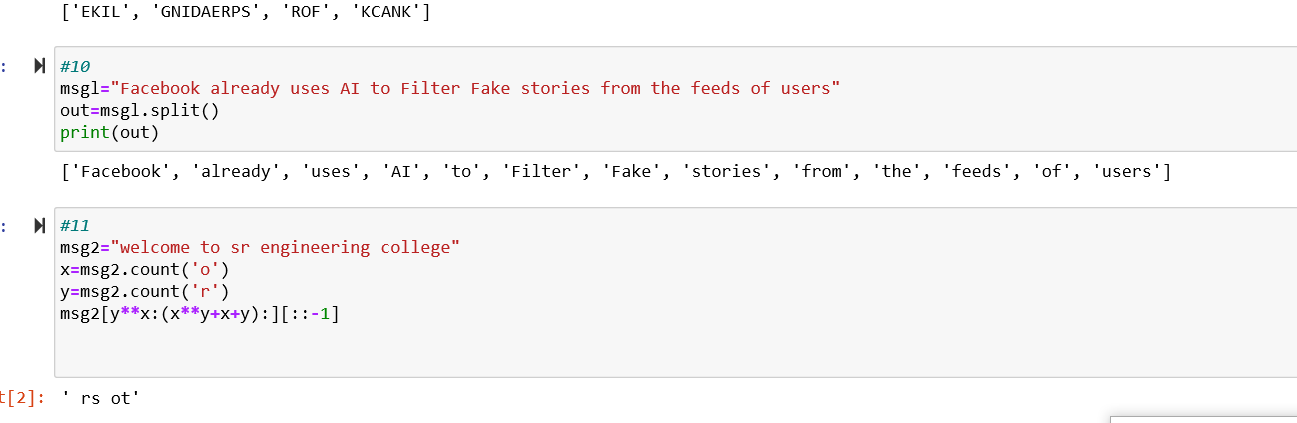 ['EKIL', 'GNIDAERPS', 'ROF', 'KCANK']
:
#10
msgl="Facebook already uses AI to Filter Fake stories from the feeds of users"
out=msgl.split()
print(out)
['Facebook', 'already', 'uses', 'AI', 'to', 'Filter', 'Fake', 'stories', 'from', 'the', 'feeds', 'of', 'users']
:
#11
msg2="welcome to sr engineering college"
x=msg2.count('o')
y=msg2.count('r')
msg2[y**x:(x**y+x+y):][::-1]
t[2]: ' rs ot'